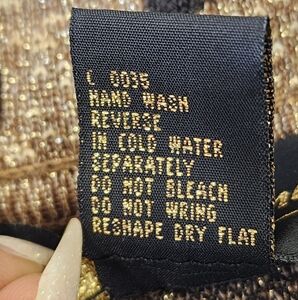 C 0035
HAND WASH
REVERSE
IN COLD WATER
SEPARATELY
DO NOT BLEACH
DO NOT WRING
RESHAPE DRY FLAT